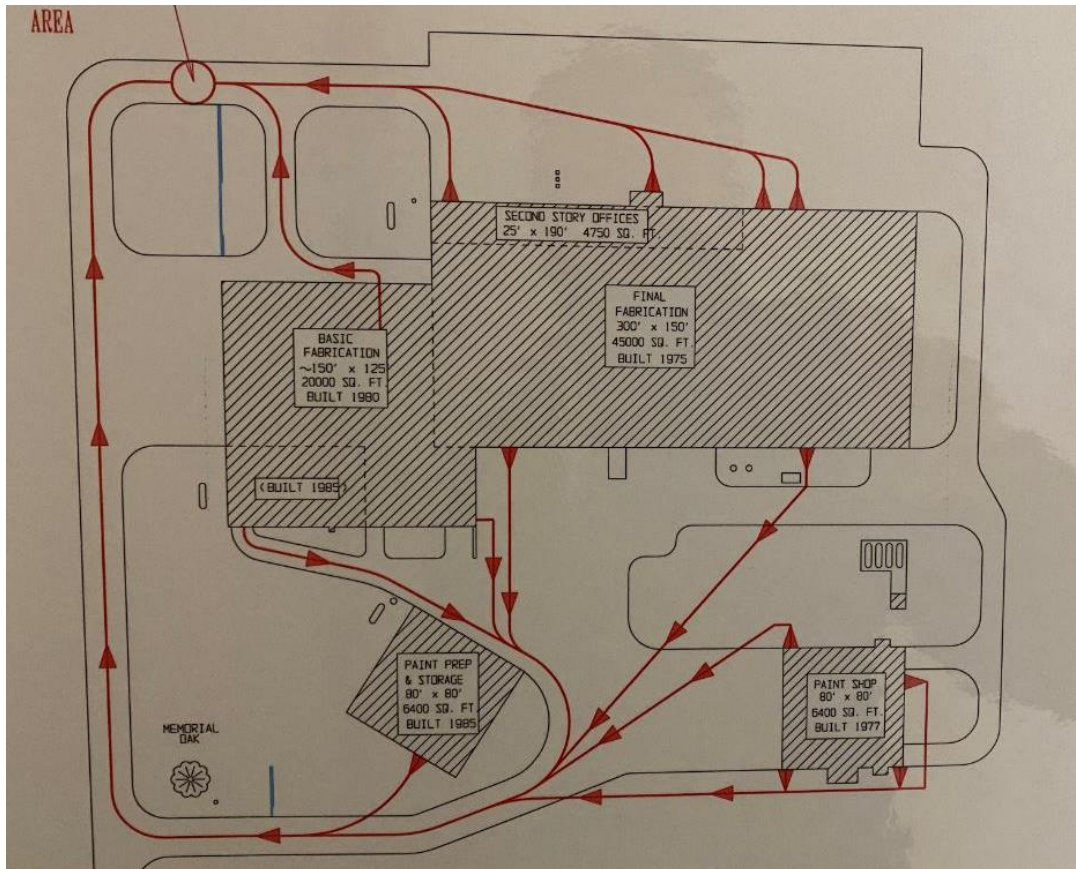 AREA
SECOND STORY OFFICES
25' x 190' 4750 SQ. FT.
FINAL
FABRICATION
300' x 150'
45000 SQ. FT.
BUILT 1975
BASIC
FABRICATION
~150' x 125
20000 SQ. FT
BUILT 1980
(BUILT 1985)
PAINT PREP
& STORAGE
80' x 80'
6400 SQ. FT.
BUILT 1985
PAINT SHOP
80' x 80'
6400 SQ. FT.
BUILT 1977
MEMORIAL
OAK